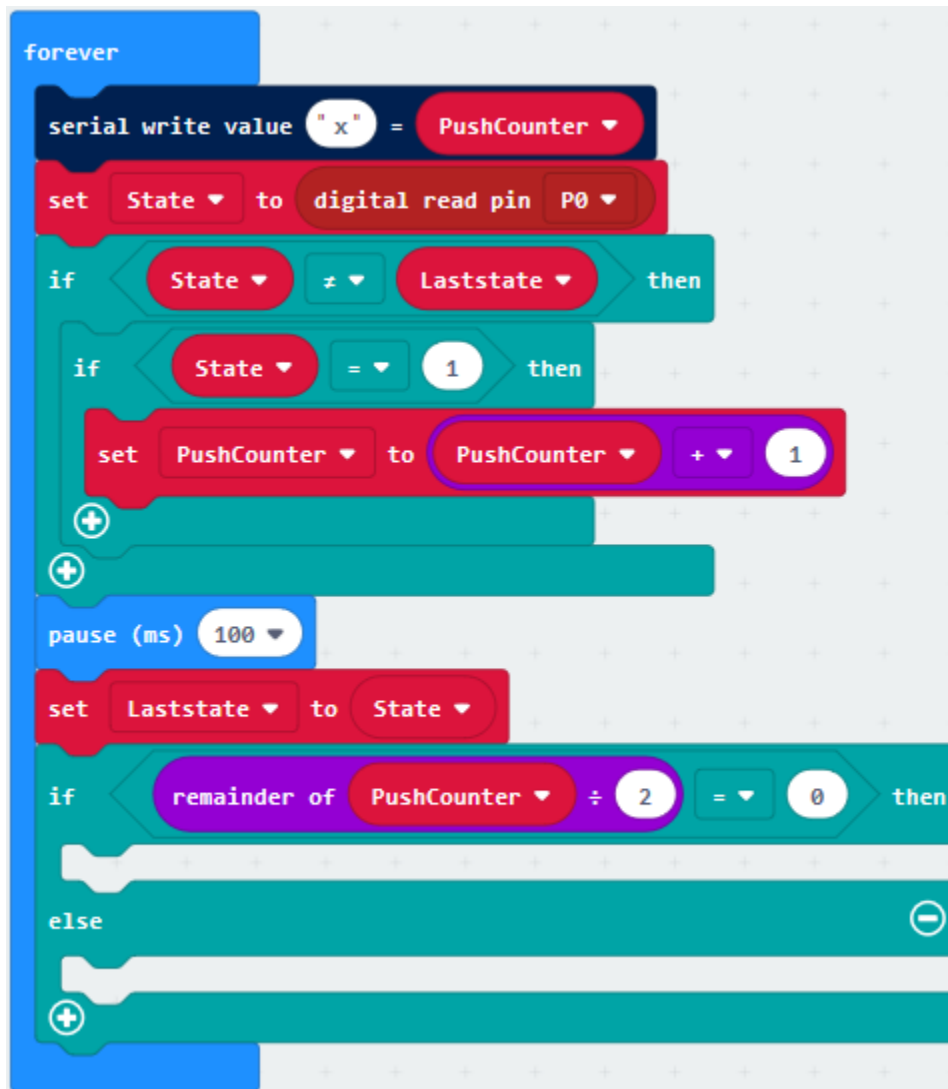 forever
serial write value "x" = PushCounter
set State to digital read pin P0
if State ≠ Laststate then
if State = 1 then
set PushCounter to PushCounter + 1
pause (ms) 100
set Laststate to State
if remainder of PushCounter ÷ 2 = 0 then
else